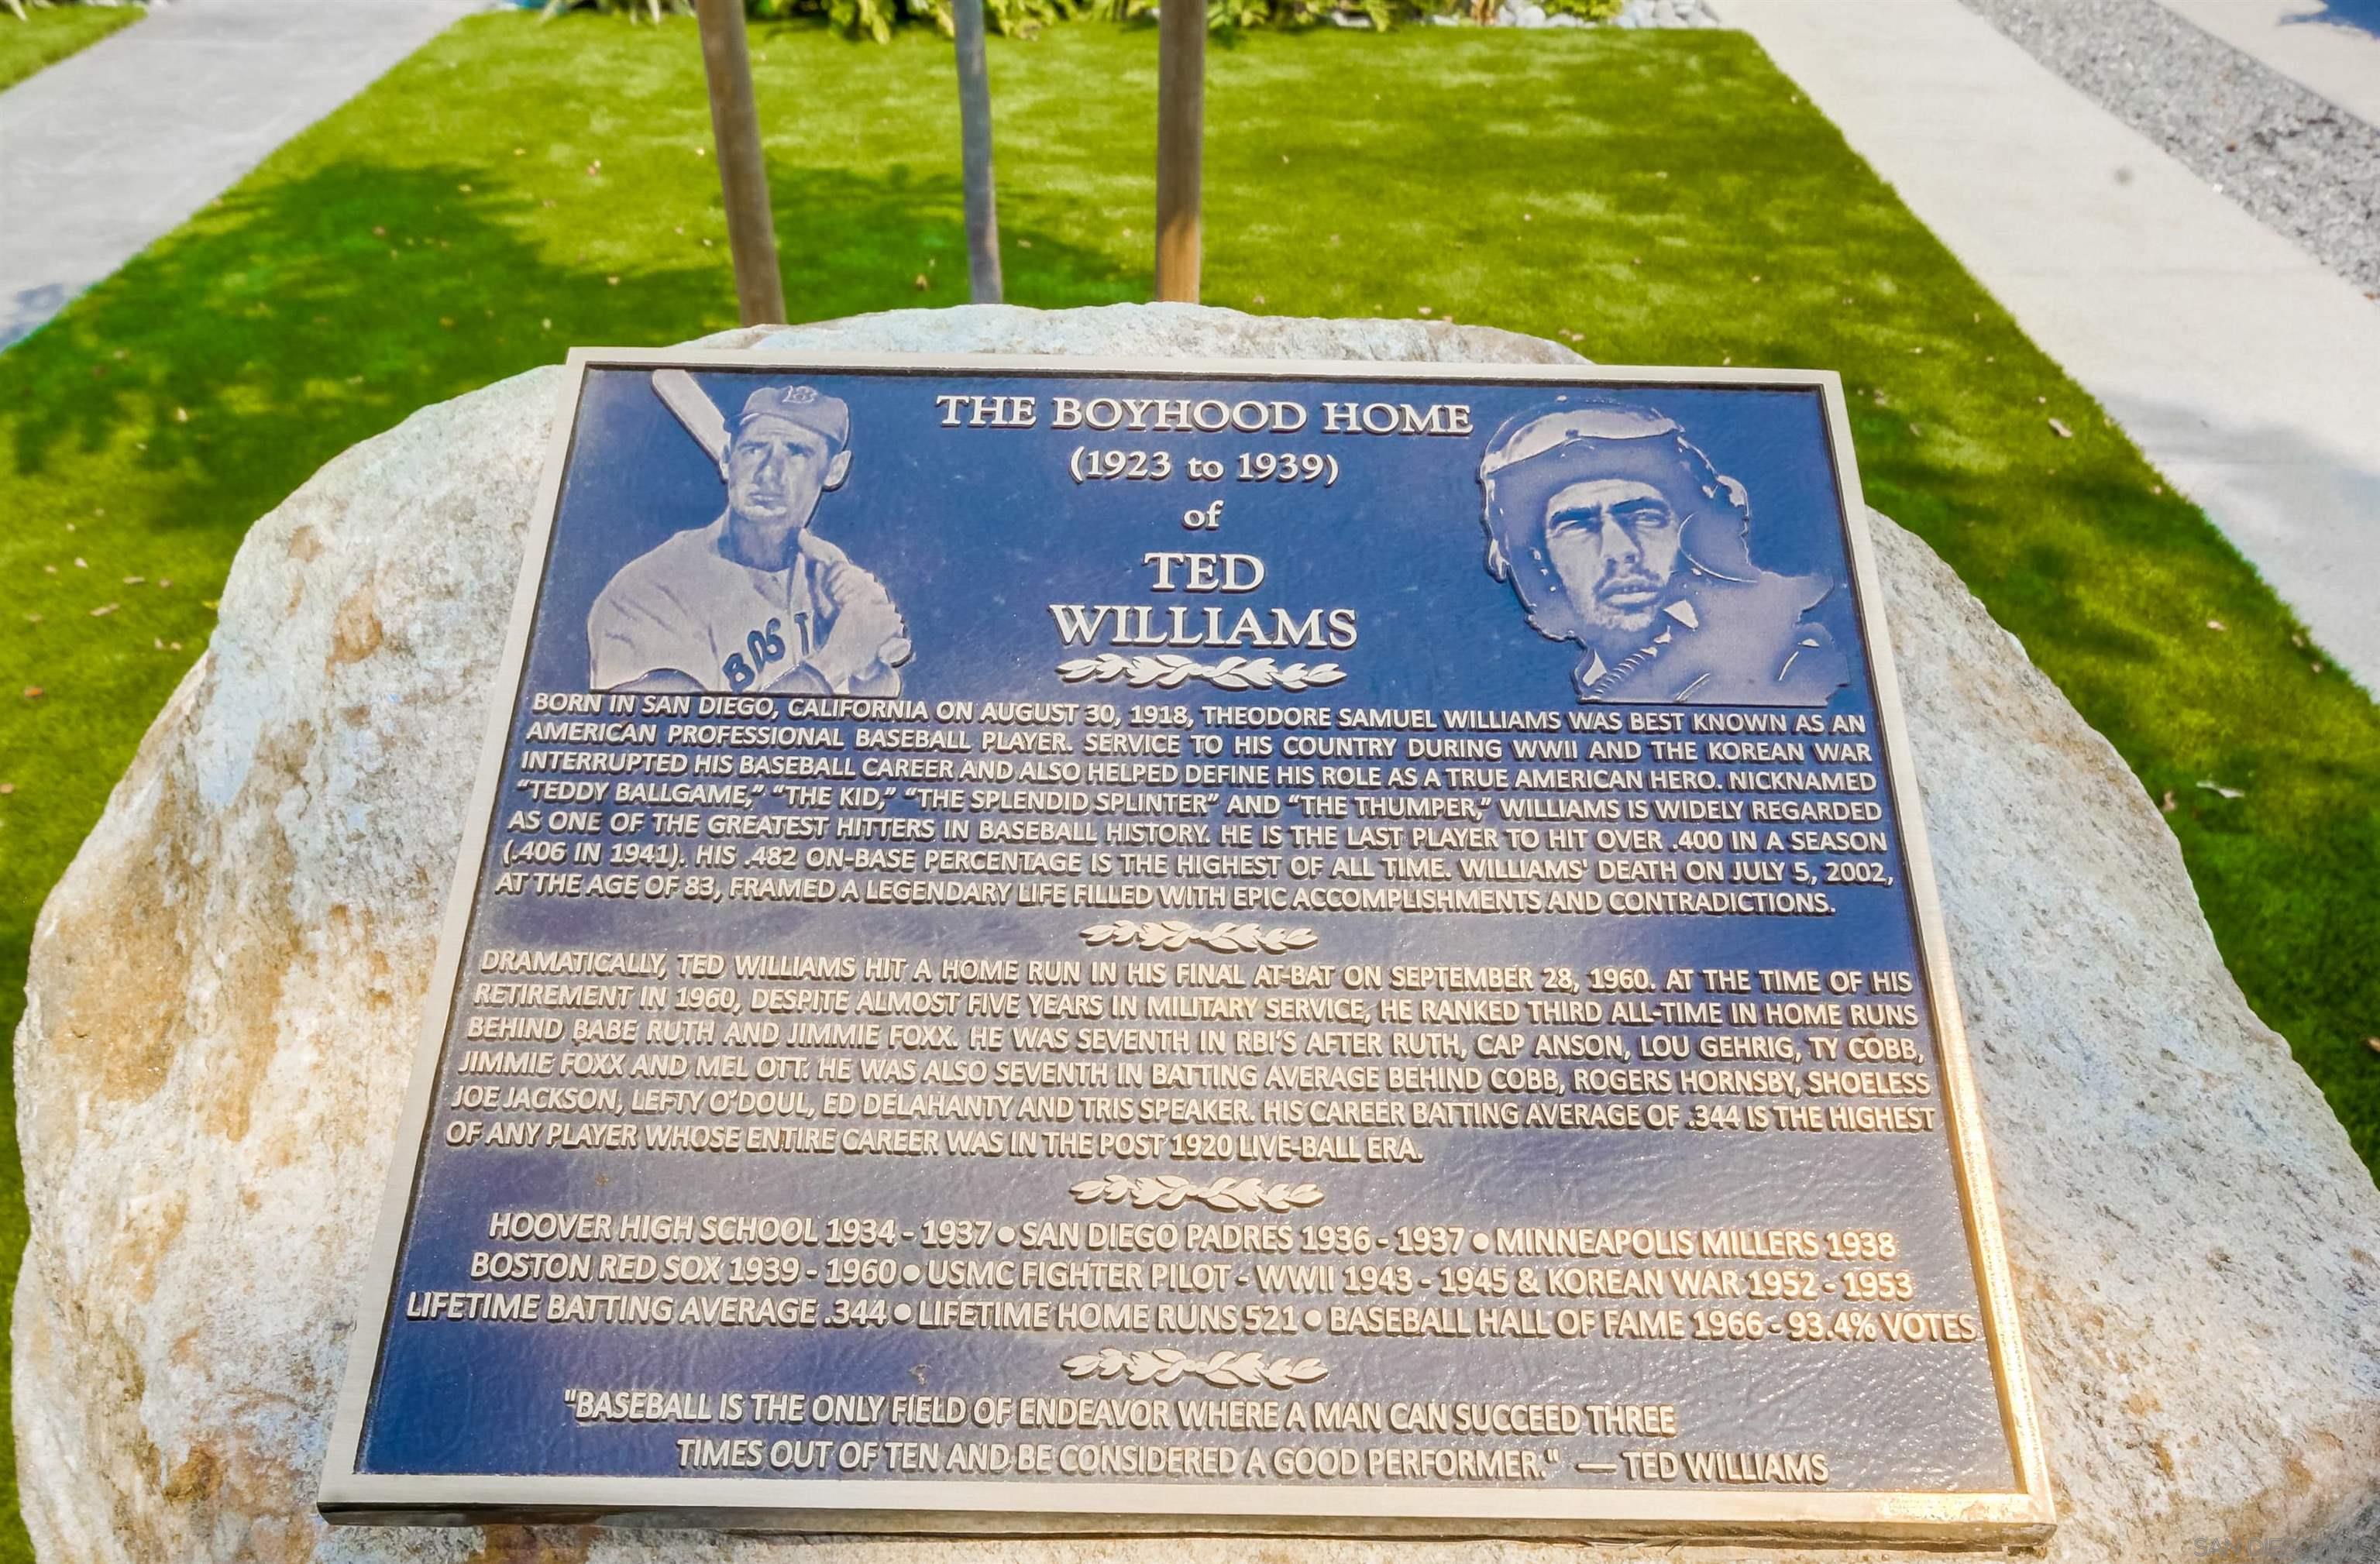 THE BOYHOOD HOME
(1923 to 1939)
of
TED
WILLIAMS
B
BOST
BORN IN SAN DIEGO, CALIFORNIA ON AUGUST 30, 1918, THEODORE SAMUEL WILLIAMS WAS BEST KNOWN AS AN
AMERICAN PROFESSIONAL BASEBALL PLAYER. SERVICE TO HIS COUNTRY DURING WWII AND THE KOREAN WAR
INTERRUPTED HIS BASEBALL CAREER AND ALSO HELPED DEFINE HIS ROLE AS A TRUE AMERICAN HERO. NICKNAMED
“TEDDY BALLGAME,” “THE KID,” “THE SPLENDID SPLINTER” AND “THE THUMPER,” WILLIAMS IS WIDELY REGARDED
AS ONE OF THE GREATEST HITTERS IN BASEBALL HISTORY. HE IS THE LAST PLAYER TO HIT OVER .400 IN A SEASON
(.406 IN 1941). HIS .482 ON-BASE PERCENTAGE IS THE HIGHEST OF ALL TIME. WILLIAMS' DEATH ON JULY 5, 2002,
AT THE AGE OF 83, FRAMED A LEGENDARY LIFE FILLED WITH EPIC ACCOMPLISHMENTS AND CONTRADICTIONS.
DRAMATICALLY, TED WILLIAMS HIT A HOME RUN IN HIS FINAL AT-BAT ON SEPTEMBER 28, 1960. AT THE TIME OF HIS
RETIREMENT IN 1960, DESPITE ALMOST FIVE YEARS IN MILITARY SERVICE, HE RANKED THIRD ALL-TIME IN HOME RUNS
BEHIND BABE RUTH AND JIMMIE FOXX. HE WAS SEVENTH IN RBI'S AFTER RUTH, CAP ANSON, LOU GEHRIG, TY COBB,
JIMMIE FOXX AND MEL OTT. HE WAS ALSO SEVENTH IN BATTING AVERAGE BEHIND COBB, ROGERS HORNSBY, SHOELESS
JOE JACKSON, LEFTY O'DOUL, ED DELAHANTY AND TRIS SPEAKER. HIS CAREER BATTING AVERAGE OF .344 IS THE HIGHEST
OF ANY PLAYER WHOSE ENTIRE CAREER WAS IN THE POST 1920 LIVE-BALL ERA.
HOOVER HIGH SCHOOL 1934 - 1937 ● SAN DIEGO PADRES 1936 - 1937 ● MINNEAPOLIS MILLERS 1938
BOSTON RED SOX 1939 - 1960 ● USMC FIGHTER PILOT - WWII 1943 - 1945 & KOREAN WAR 1952 - 1953
LIFETIME BATTING AVERAGE .344 ● LIFETIME HOME RUNS 521 ● BASEBALL HALL OF FAME 1966 - 93.4% VOTES
"BASEBALL IS THE ONLY FIELD OF ENDEAVOR WHERE A MAN CAN SUCCEED THREE
TIMES OUT OF TEN AND BE CONSIDERED A GOOD PERFORMER." — TED WILLIAMS